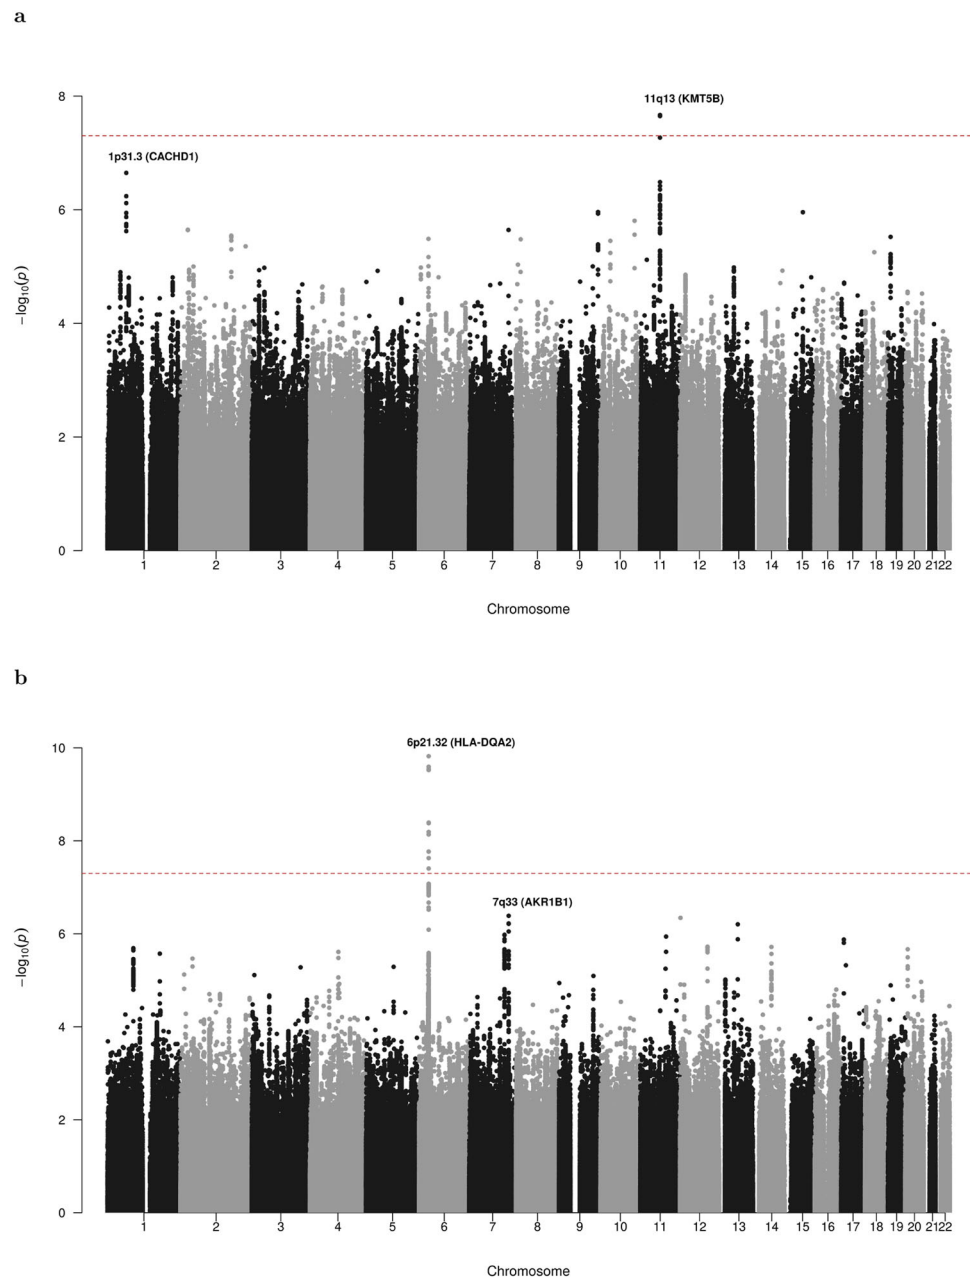 a
8
11q13 (KMT5B)
1p31.3 (CACHD1)
6
−log10(p)
4
2
0
1 2 3 4 5 6 7 8 9 10 11 12 13 14 15 16 17 18 19 20 21 22
Chromosome
b
6p21.32 (HLA-DQA2)
10
8
7q33 (AKR1B1)
6
−log10(p)
4
2
0
1 2 3 4 5 6 7 8 9 10 11 12 13 14 15 16 17 18 19 20 21 22
Chromosome